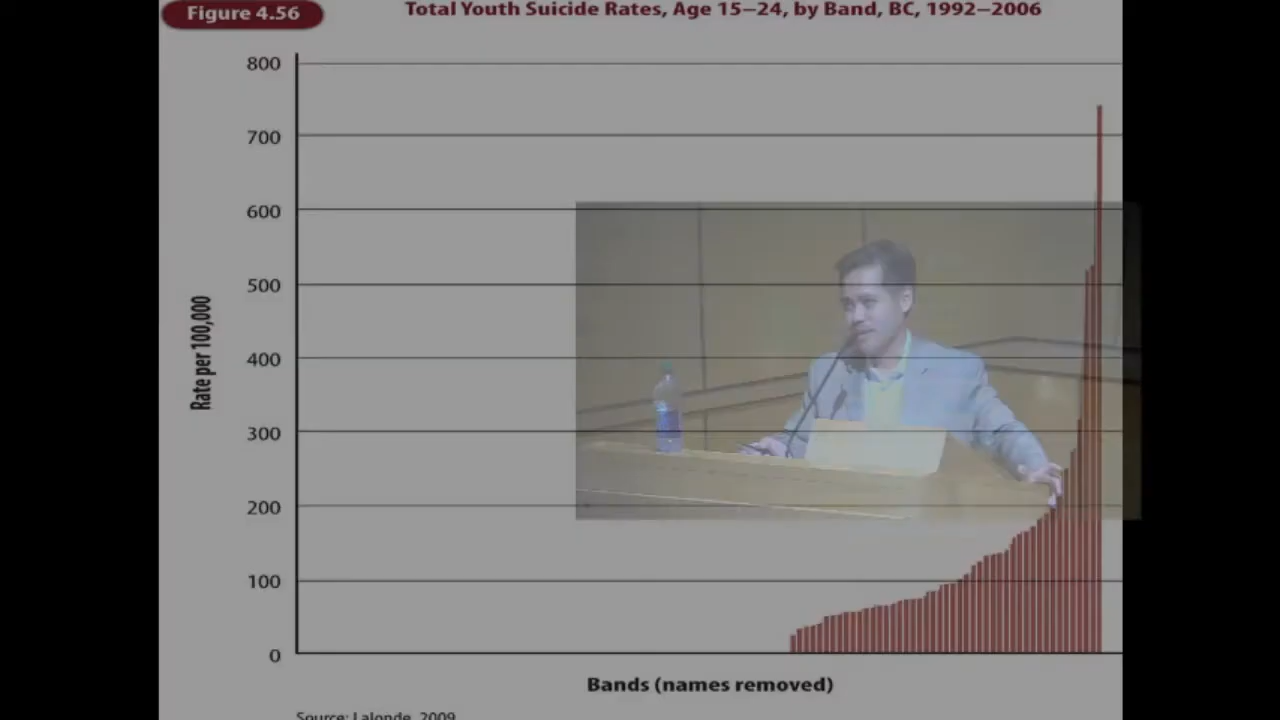 Figure 4.56
Total Youth Suicide Rates, Age 15–24, by Band, BC, 1992–2006
800
700
600
500
400
300
200
100
0
Rate per 100,000
Bands (names removed)
Source: Lalonde, 2009